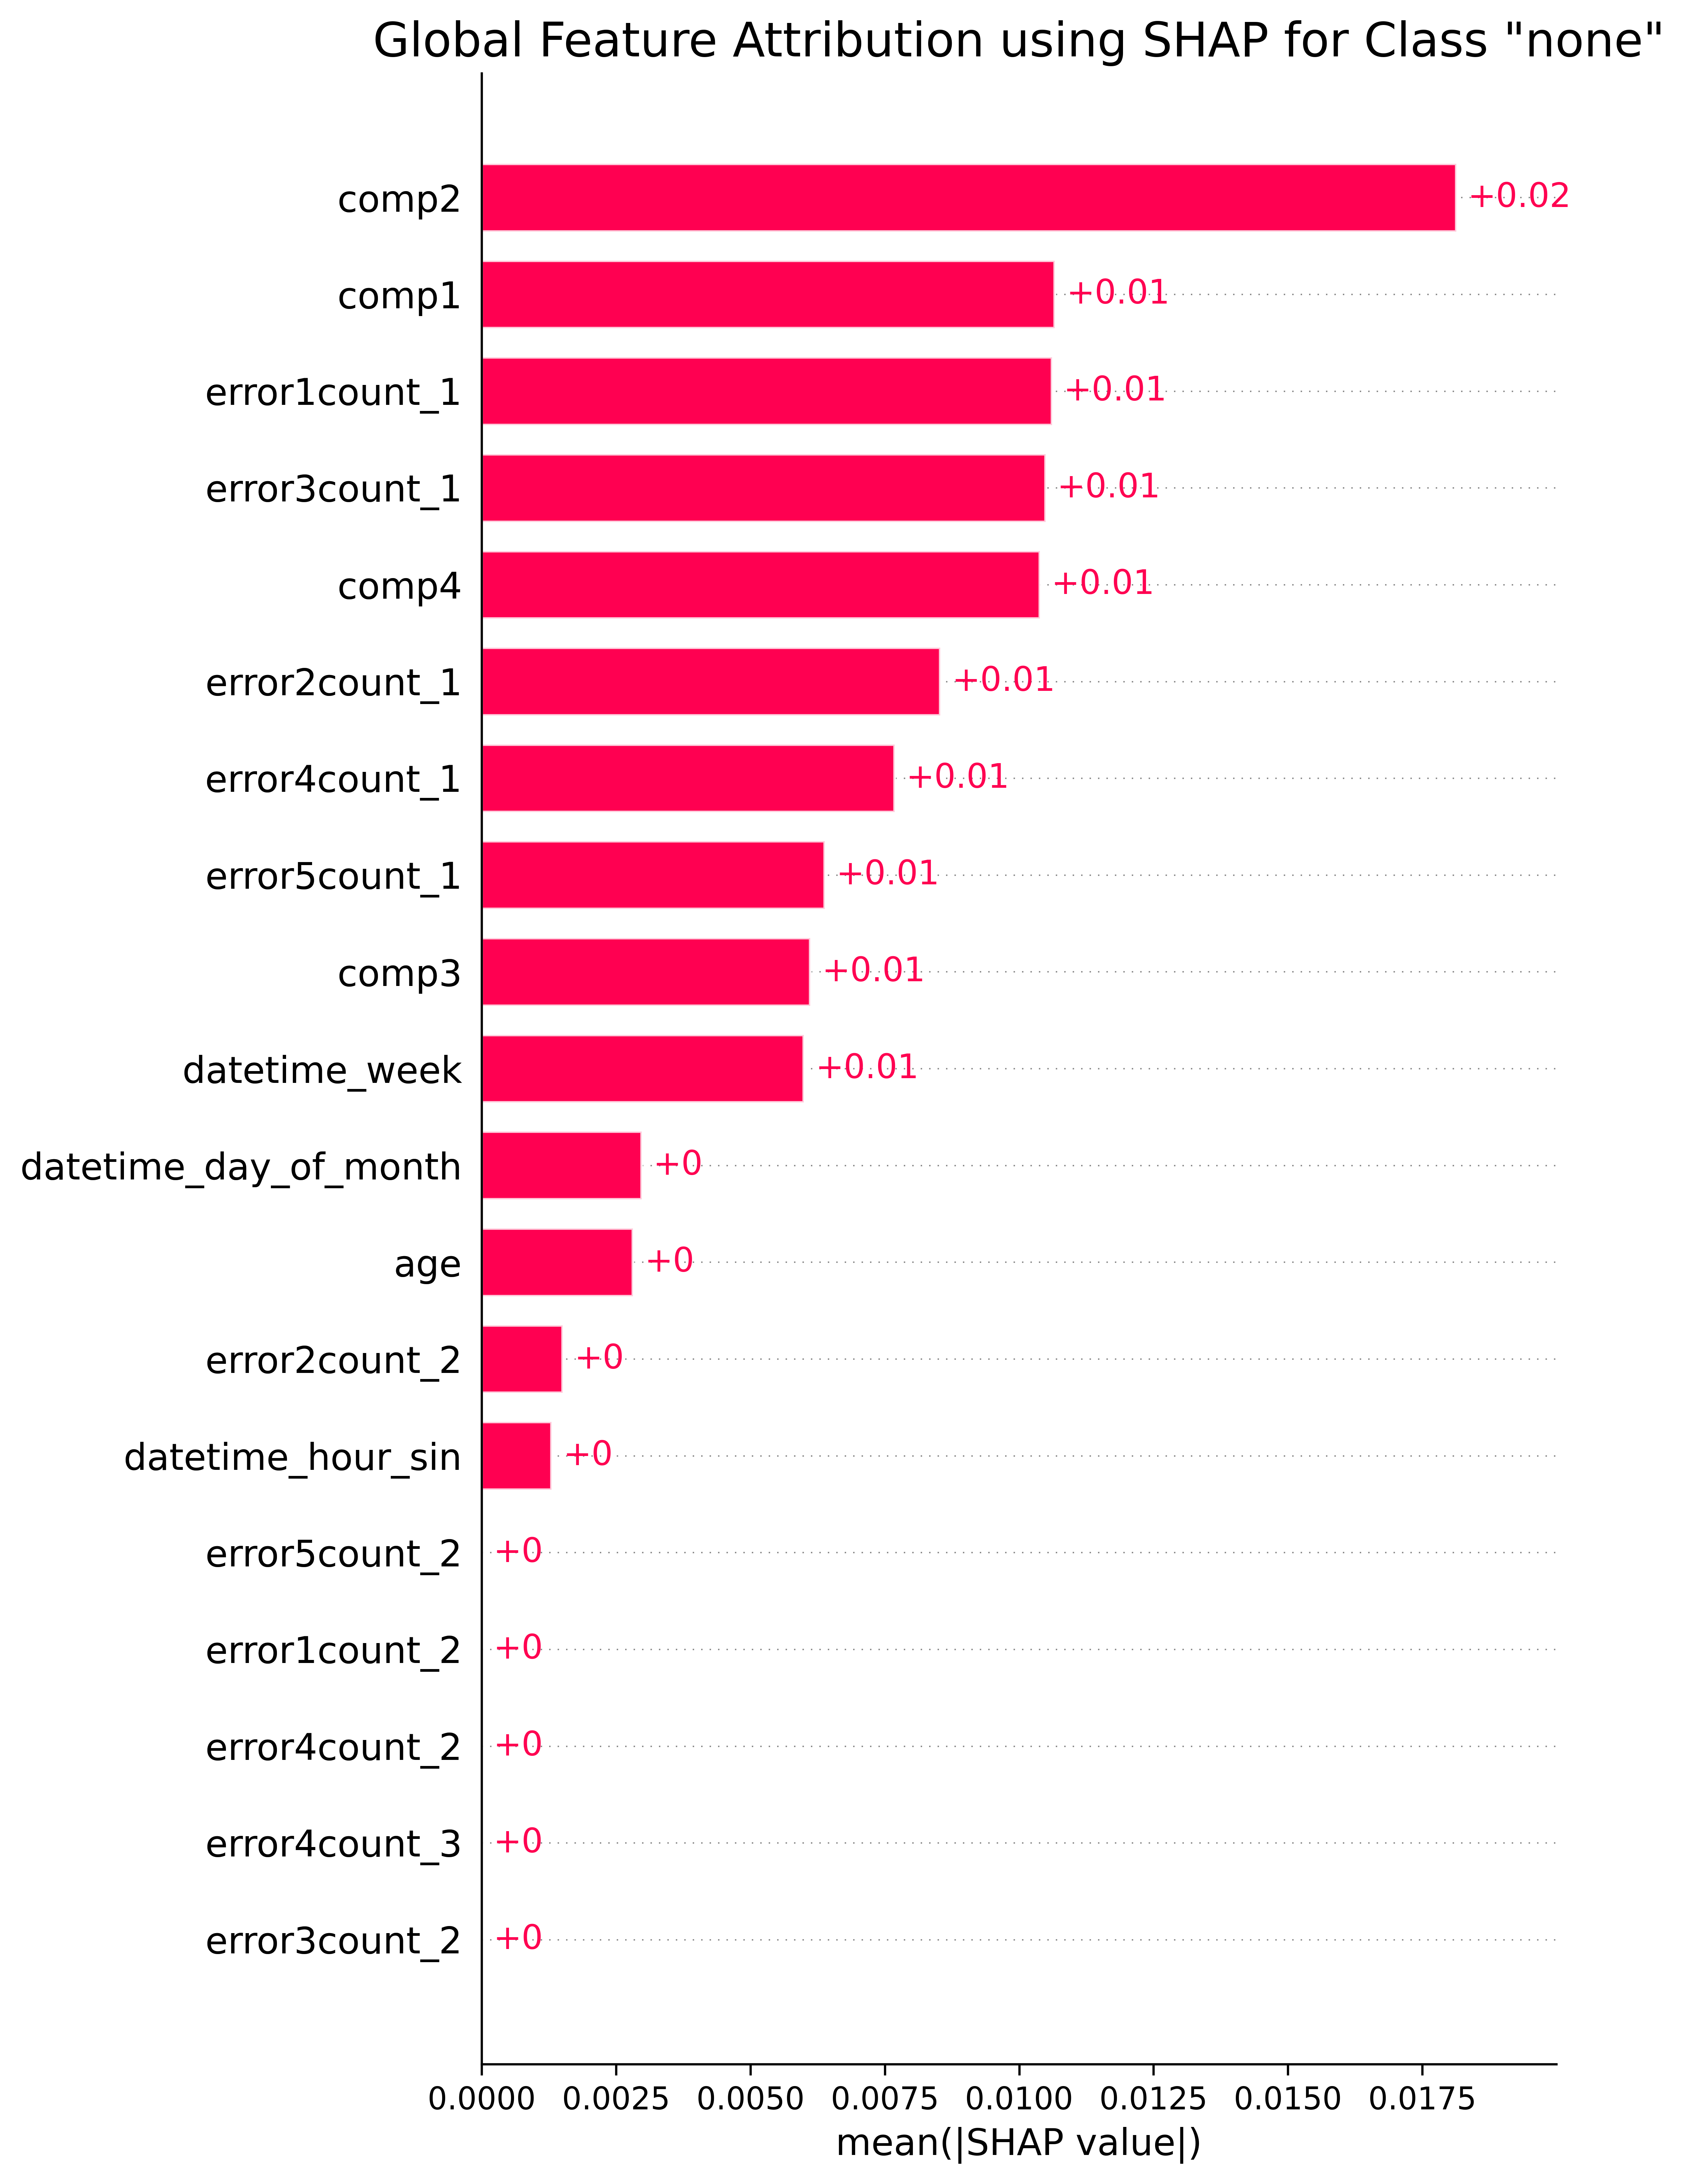 Global Feature Attribution using SHAP for Class "none"
comp2 +0.02
comp1 +0.01
error1count_1 +0.01
error3count_1 +0.01
comp4 +0.01
error2count_1 +0.01
error4count_1 +0.01
error5count_1 +0.01
comp3 +0.01
datetime_week +0.01
datetime_day_of_month +0
age +0
error2count_2 +0
datetime_hour_sin +0
error5count_2 +0
error1count_2 +0
error4count_2 +0
error4count_3 +0
error3count_2 +0
0.0000 0.0025 0.0050 0.0075 0.0100 0.0125 0.0150 0.0175
mean(|SHAP value|)